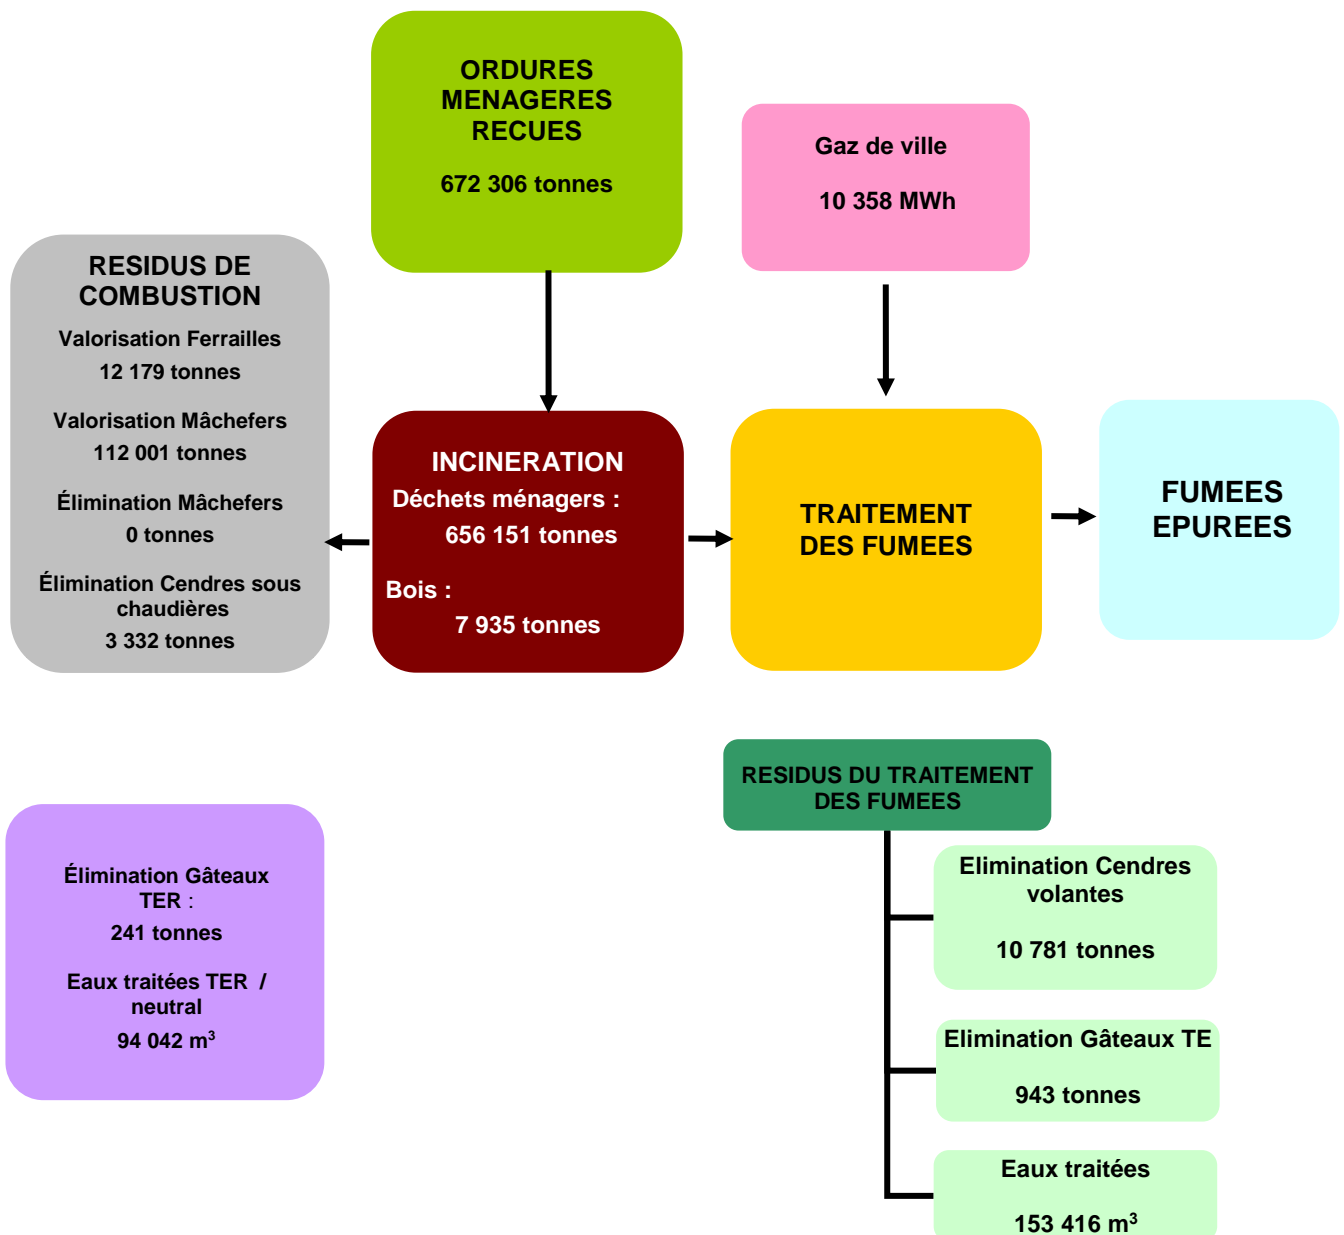 ORDURES
MENAGERES
RECUES
672 306 tonnes
Gaz de ville
10 358 MWh
RESIDUS DE
COMBUSTION
Valorisation Ferrailles
12 179 tonnes
Valorisation Mâchefers
112 001 tonnes
Élimination Mâchefers
0 tonnes
Élimination Cendres sous
chaudières
3 332 tonnes
INCINERATION
Déchets ménagers :
656 151 tonnes
Bois :
7 935 tonnes
TRAITEMENT
DES FUMEES
FUMEES
EPUREES
RESIDUS DU TRAITEMENT
DES FUMEES
Élimination Gâteaux
TER :
241 tonnes
Eaux traitées TER / 
neutral
94 042 m³
Elimination Cendres
volantes
10 781 tonnes
Elimination Gâteaux TE
943 tonnes
Eaux traitées
153 416 m³